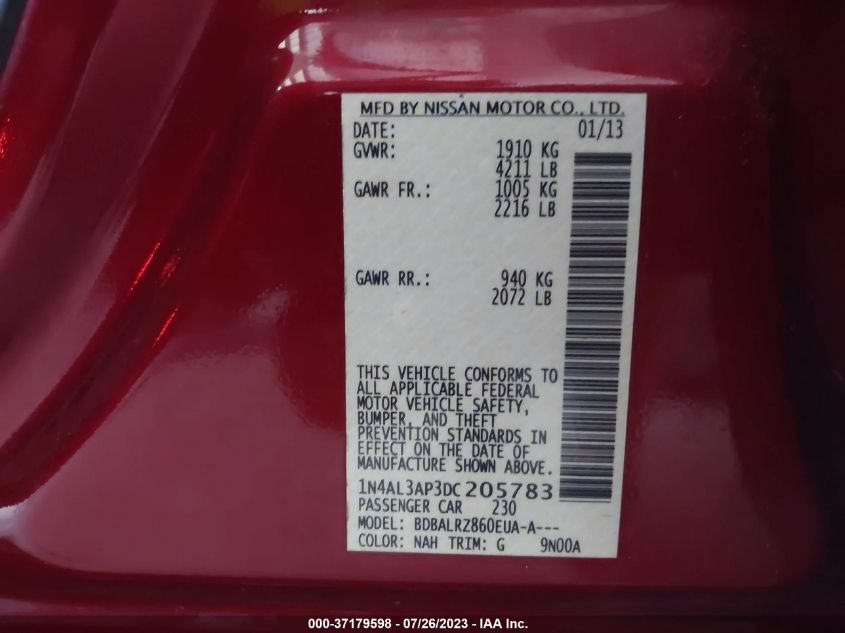 MFD BY NISSAN MOTOR CO., LTD.
DATE: 01/13
GVWR: 1910 KG
4211 LB
GAWR FR.: 1005 KG
2216 LB
GAWR RR.: 940 KG
2072 LB
THIS VEHICLE CONFORMS TO
ALL APPLICABLE FEDERAL
MOTOR VEHICLE SAFETY,
BUMPER, AND THEFT
PREVENTION STANDARDS IN
EFFECT ON THE DATE OF
MANUFACTURE SHOWN ABOVE.
1N4AL3AP3DC205783
PASSENGER CAR 230
MODEL: BDBALRZ860EUA-A---
COLOR: NAH TRIM: G 9N00A
000-37179598 - 07/26/2023 - IAA Inc.